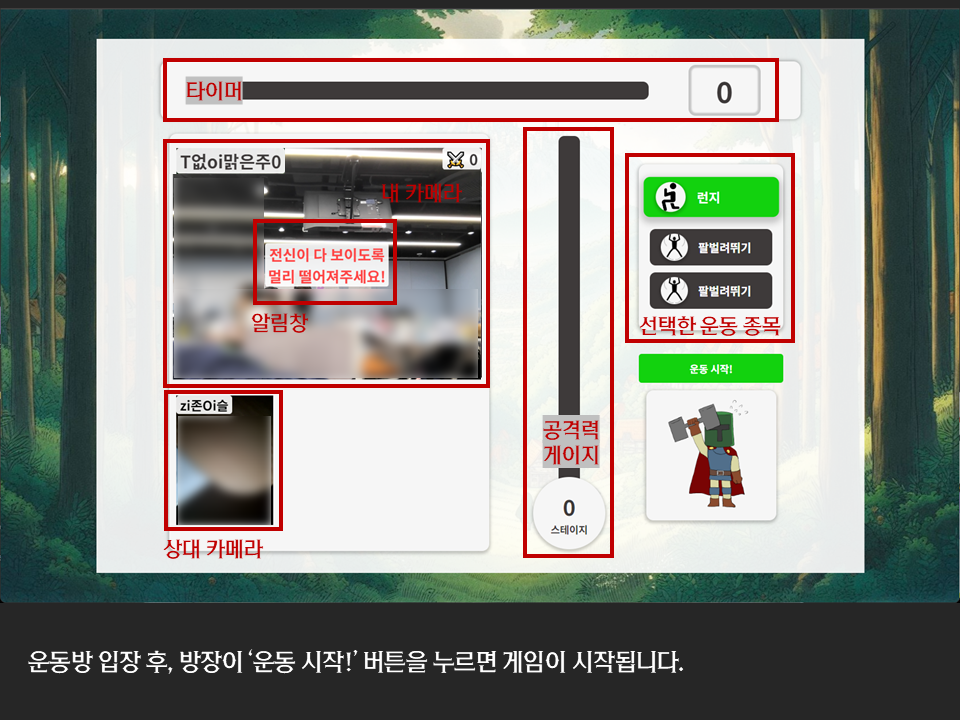 타이머
0
T없oi맑은주0
0
내 카메라
전신이 다 보이도록
멀리 떨어져주세요!
알림창
zi존Oi슬
상대 카메라
공격력
게이지
0
스테이지
런지
팔벌려뛰기
팔벌려뛰기
선택한 운동 종목
운동 시작!
운동방 입장 후, 방장이 ‘운동 시작!’ 버튼을 누르면 게임이 시작됩니다.